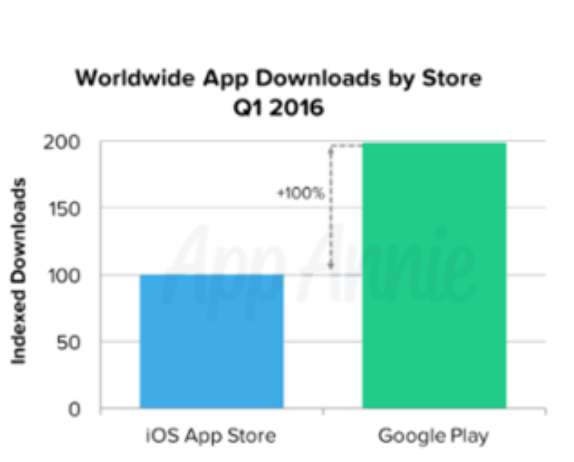 Worldwide App Downloads by Store
Q1 2016
Indexed Downloads
200
150
100
50
0
+100%
App Annie
iOS App Store
Google Play